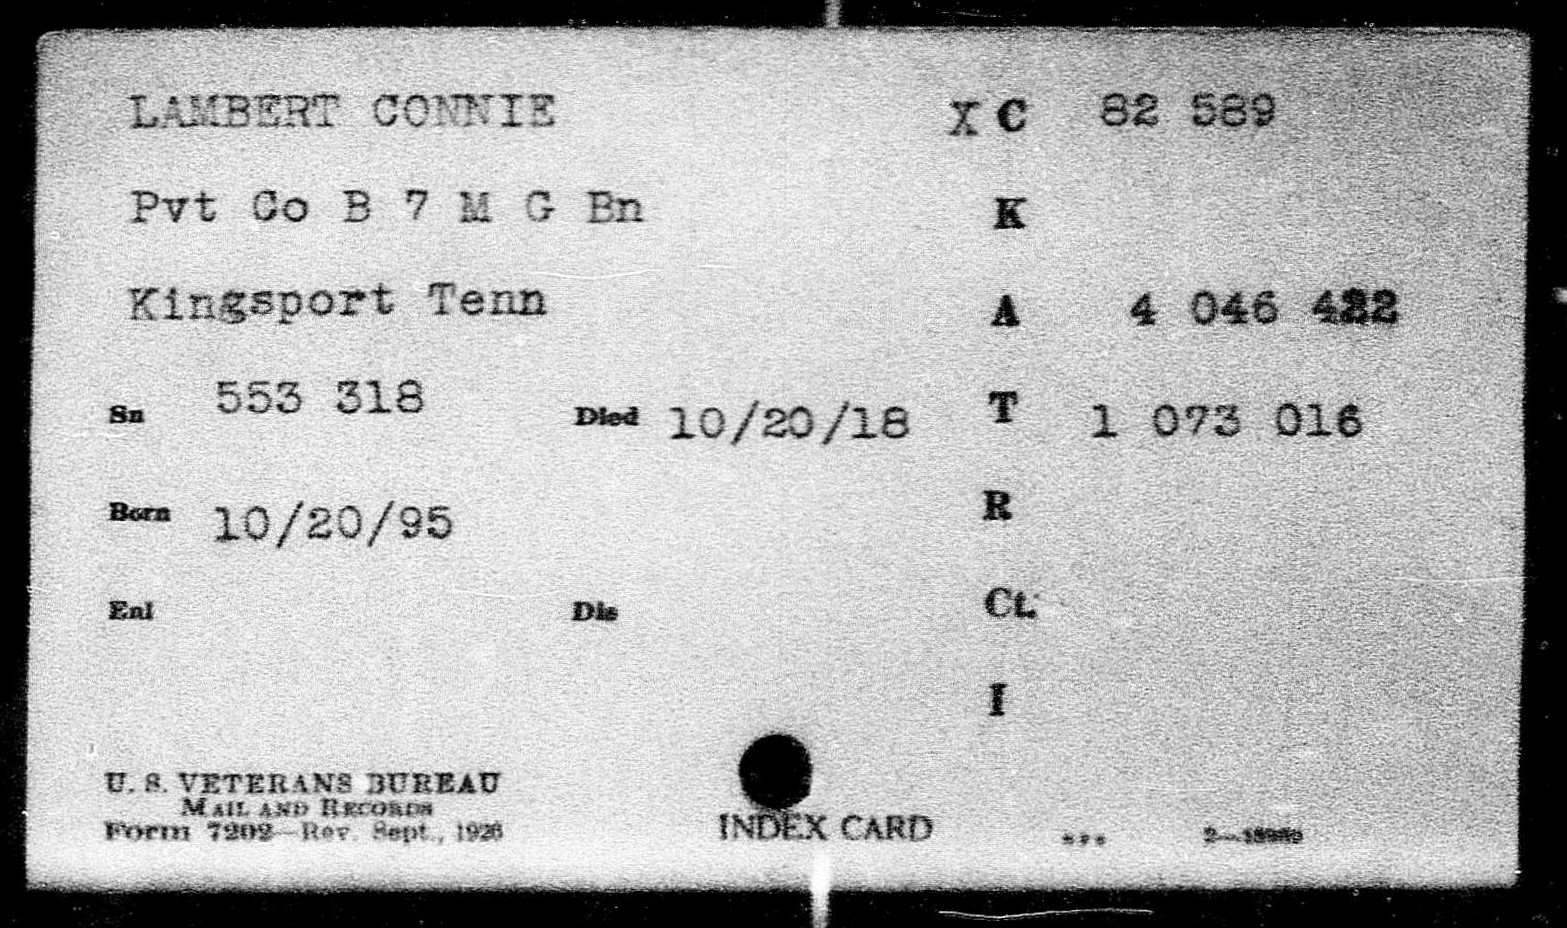 LAMBERT CONNIE
X C 82 589
Pvt Co B 7 M G Bn
K
Kingsport Tenn
A 4 046 422
Sn 553 318
Died 10/20/18
T 1 073 016
Born 10/20/95
R
Enl
Dis
Ct.
I
U. S. VETERANS BUREAU
MAIL AND RECORDS
Form 7202—Rev. Sept., 1926
INDEX CARD